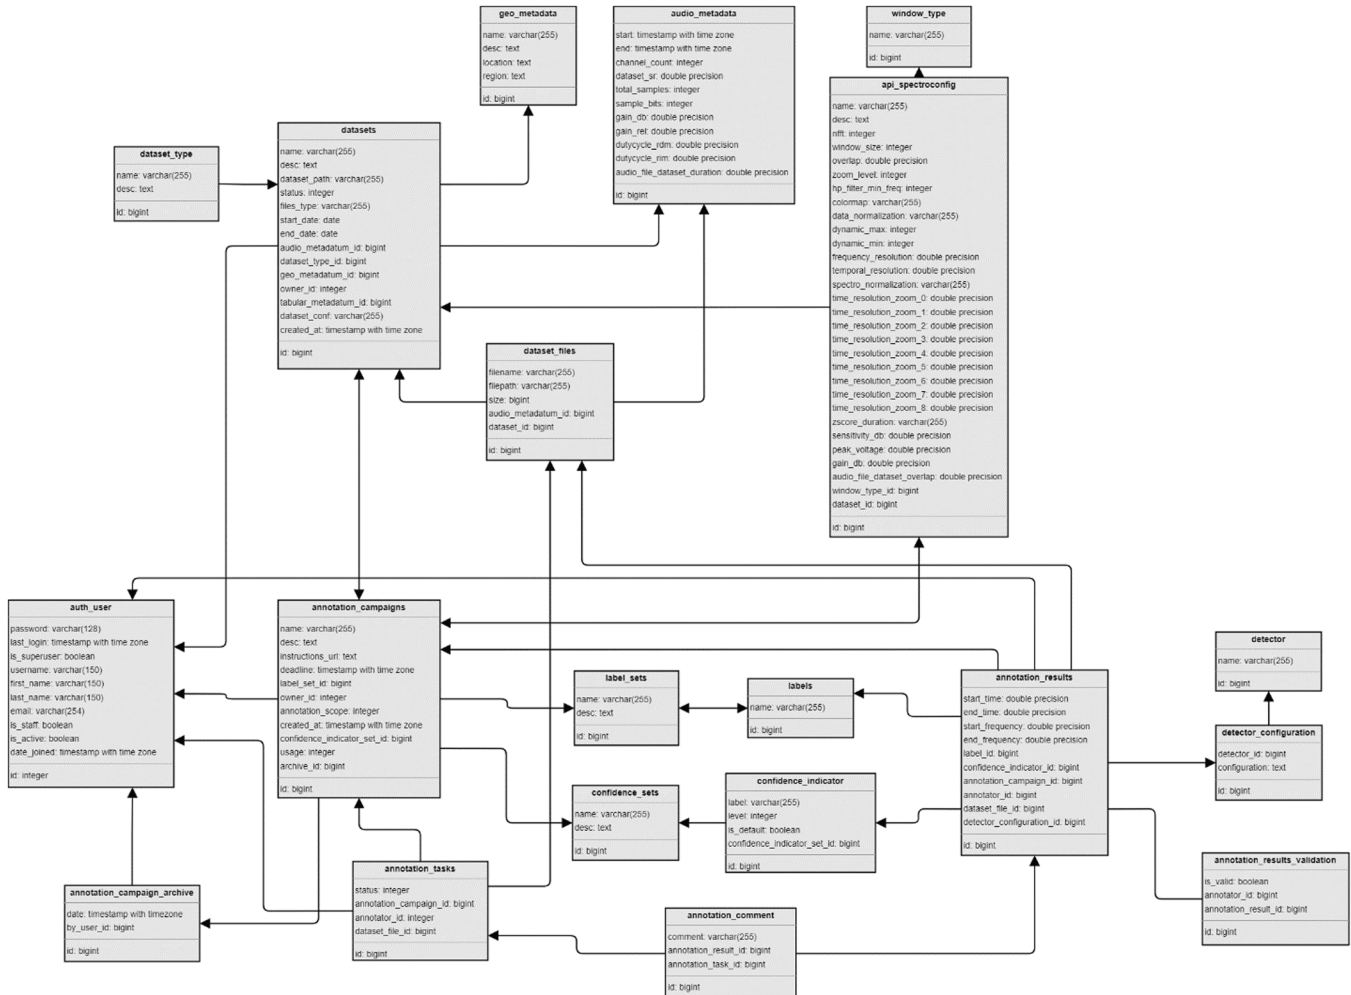 geo_metadata
name: varchar(255)
desc: text
location: text
region: text
id: bigint
audio_metadata
start: timestamp with time zone
end: timestamp with time zone
channel_count: integer
dataset_sr: double precision
total_samples: integer
sample_bits: integer
gain_db: double precision
gain_rel: double precision
dutycycle_rdm: double precision
dutycycle_rim: double precision
audio_file_dataset_duration: double precision
id: bigint
window_type
name: varchar(255)
id: bigint
api_spectroconfig
name: varchar(255)
desc: text
nfft: integer
window_size: integer
overlap: double precision
zoom_level: integer
hp_filter_min_freq: integer
colormap: varchar(255)
data_normalization: varchar(255)
dynamic_max: integer
dynamic_min: integer
frequency_resolution: double precision
temporal_resolution: double precision
spectro_normalization: varchar(255)
time_resolution_zoom_0: double precision
time_resolution_zoom_1: double precision
time_resolution_zoom_2: double precision
time_resolution_zoom_3: double precision
time_resolution_zoom_4: double precision
time_resolution_zoom_5: double precision
time_resolution_zoom_6: double precision
time_resolution_zoom_7: double precision
time_resolution_zoom_8: double precision
zscore_duration: varchar(255)
sensitivity_db: double precision
peak_voltage: double precision
gain_db: double precision
audio_file_dataset_overlap: double precision
window_type_id: bigint
dataset_id: bigint
id: bigint
dataset_type
name: varchar(255)
desc: text
id: bigint
datasets
name: varchar(255)
desc: text
dataset_path: varchar(255)
status: integer
files_type: varchar(255)
start_date: date
end_date: date
audio_metadatum_id: bigint
dataset_type_id: bigint
geo_metadatum_id: bigint
owner_id: integer
tabular_metadatum_id: bigint
dataset_conf: varchar(255)
created_at: timestamp with time zone
id: bigint
dataset_files
filename: varchar(255)
filepath: varchar(255)
size: bigint
audio_metadatum_id: bigint
dataset_id: bigint
id: bigint
auth_user
password: varchar(128)
last_login: timestamp with time zone
is_superuser: boolean
username: varchar(150)
first_name: varchar(150)
last_name: varchar(150)
email: varchar(254)
is_staff: boolean
is_active: boolean
date_joined: timestamp with time zone
id: integer
annotation_campaigns
name: varchar(255)
desc: text
instructions_url: text
deadline: timestamp with time zone
label_set_id: bigint
owner_id: integer
annotation_scope: integer
created_at: timestamp with time zone
confidence_indicator_set_id: bigint
usage: integer
archive_id: bigint
id: bigint
label_sets
name: varchar(255)
desc: text
id: bigint
labels
name: varchar(255)
id: bigint
annotation_results
start_time: double precision
end_time: double precision
start_frequency: double precision
end_frequency: double precision
label_id: bigint
confidence_indicator_id: bigint
annotation_campaign_id: bigint
annotator_id: bigint
dataset_file_id: bigint
detector_configuration_id: bigint
id: bigint
detector
name: varchar(255)
id: bigint
detector_configuration
detector_id: bigint
configuration: text
id: bigint
confidence_sets
name: varchar(255)
desc: text
id: bigint
confidence_indicator
label: varchar(255)
level: integer
is_default: boolean
confidence_indicator_set_id: bigint
id: bigint
annotation_results_validation
is_valid: boolean
annotator_id: bigint
annotation_result_id: bigint
id: bigint
annotation_campaign_archive
date: timestamp with timezone
by_user_id: bigint
id: bigint
annotation_tasks
status: integer
annotation_campaign_id: bigint
annotator_id: integer
dataset_file_id: bigint
id: bigint
annotation_comment
comment: varchar(255)
annotation_result_id: bigint
annotation_task_id: bigint
id: bigint